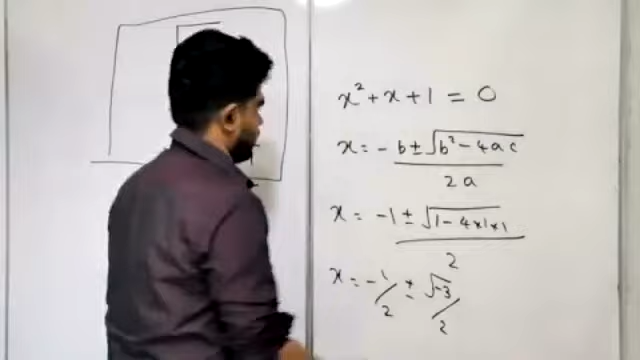 x² + x + 1 = 0
x = -b ± √b² - 4ac / 2a
x = -1 ± √1 - 4×1×1 / 2
x = -1/2 ± √-3/2